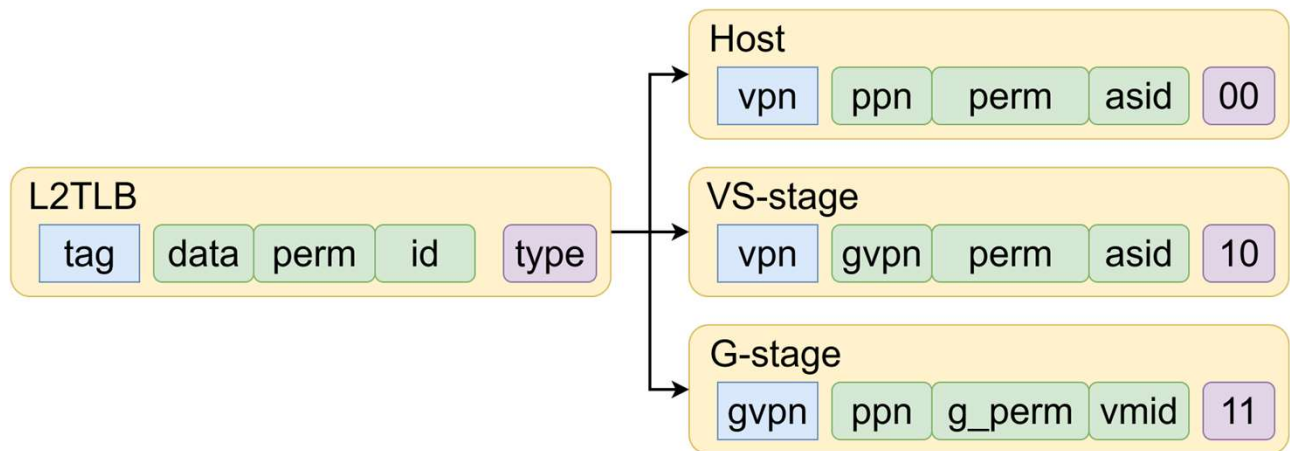 Host
vpn ppn perm asid 00
L2TLB
tag data perm id type
VS-stage
vpn gvpn perm asid 10
G-stage
gvpn ppn g_perm vmid 11